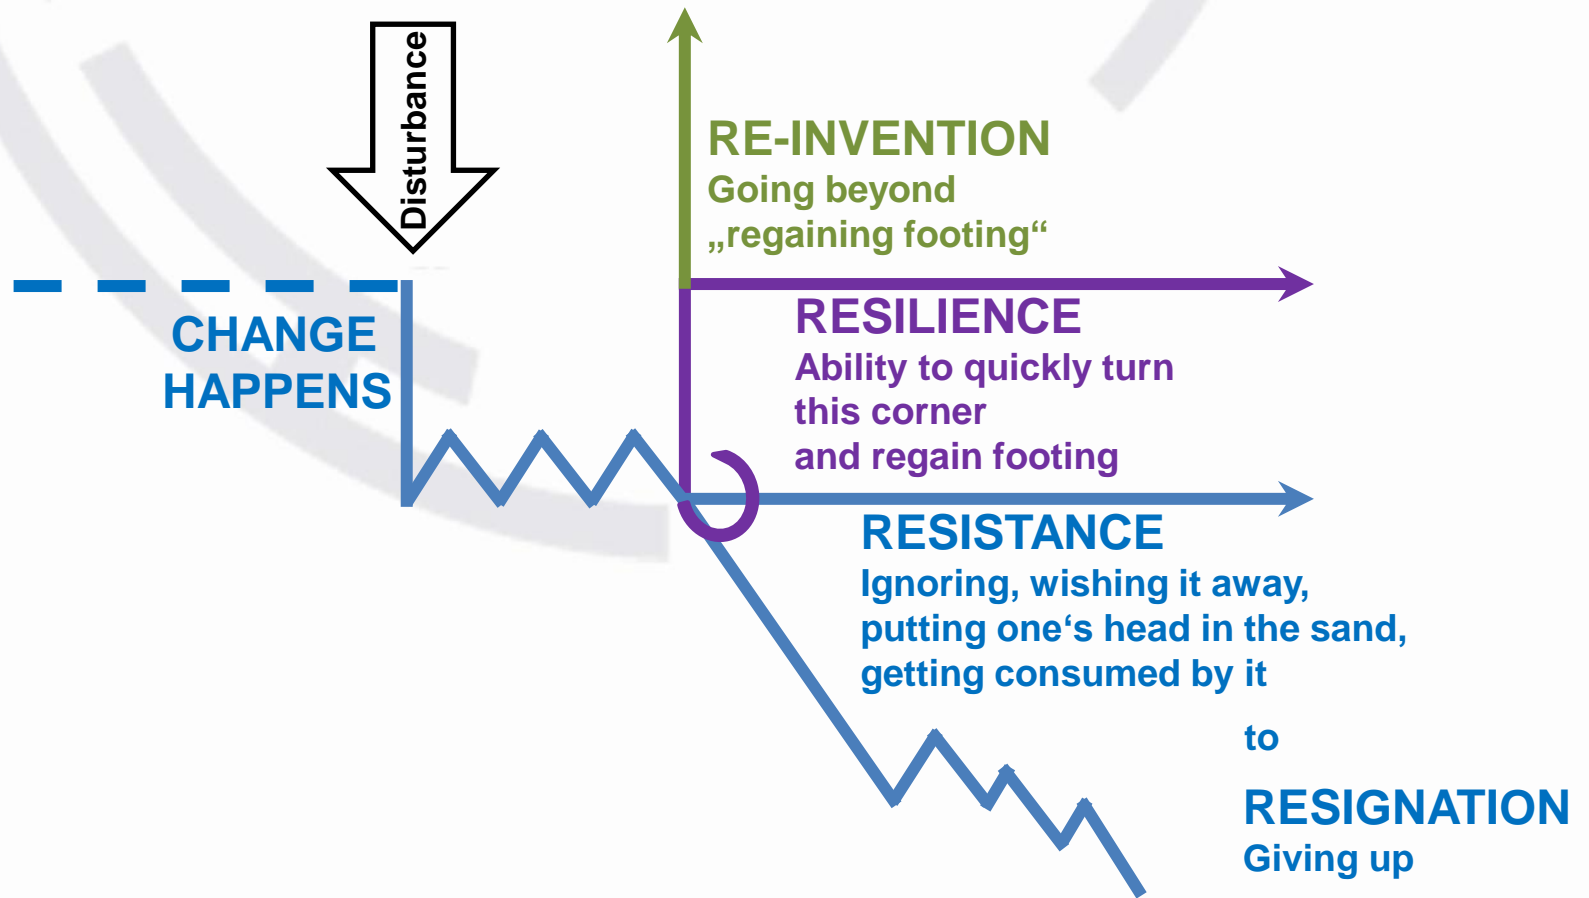 Disturbance
RE-INVENTION
Going beyond
„regaining footing“
CHANGE
HAPPENS
RESILIENCE
Ability to quickly turn
this corner
and regain footing
RESISTANCE
Ignoring, wishing it away,
putting one‘s head in the sand,
getting consumed by it
to
RESIGNATION
Giving up